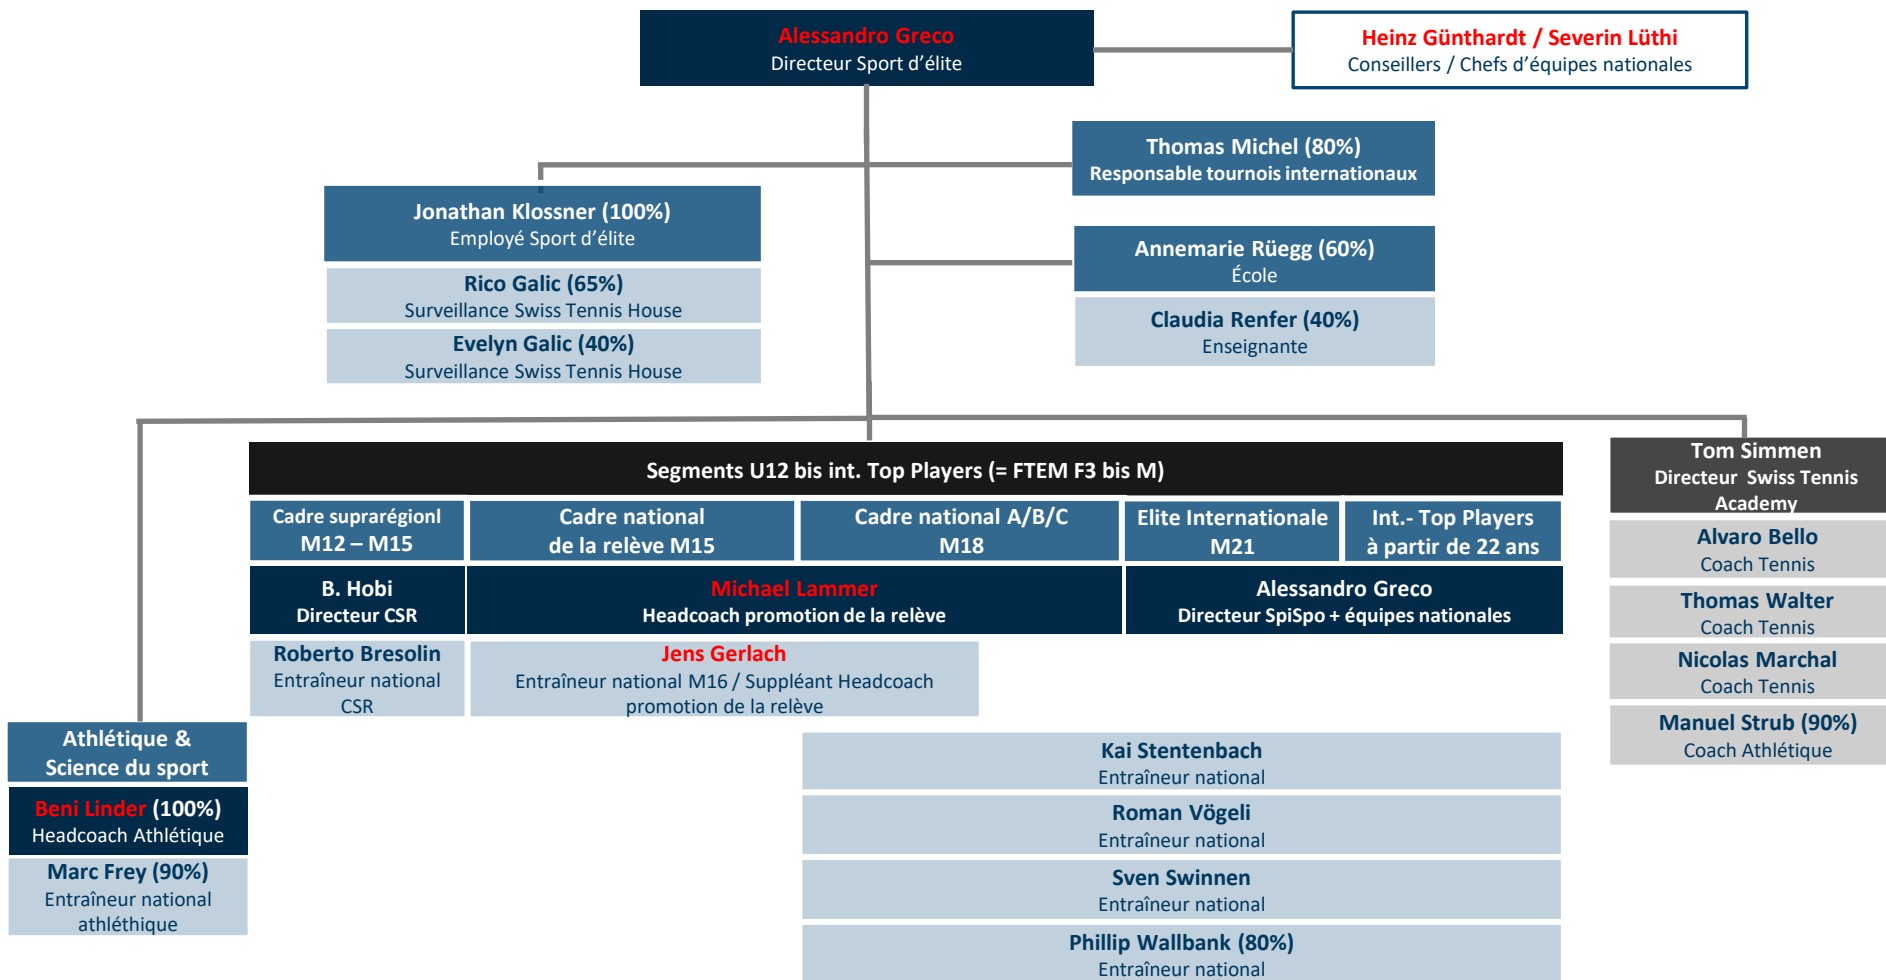 Alessandro Greco
Directeur Sport d’élite
Heinz Günthardt / Severin Lüthi
Conseillers / Chefs d’équipes nationales
Thomas Michel (80%)
Responsable tournois internationaux
Jonathan Klossner (100%)
Employé Sport d’élite
Rico Galic (65%)
Surveillance Swiss Tennis House
Evelyn Galic (40%)
Surveillance Swiss Tennis House
Annemarie Rüegg (60%)
École
Claudia Renfer (40%)
Enseignante
Segments U12 bis int. Top Players (= FTEM F3 bis M)
Cadre suprarégionl
M12 – M15
Cadre national
de la relève M15
Cadre national A/B/C
M18
Elite Internationale
M21
Int.- Top Players
à partir de 22 ans
B. Hobi
Directeur CSR
Michael Lammer
Headcoach promotion de la relève
Alessandro Greco
Directeur SpiSpo + équipes nationales
Roberto Bresolin
Entraîneur national
CSR
Jens Gerlach
Entraîneur national M16 / Suppléant Headcoach
promotion de la relève
Kai Stentenbach
Entraîneur national
Roman Vögeli
Entraîneur national
Sven Swinnen
Entraîneur national
Phillip Wallbank (80%)
Entraîneur national
Athlétique &
Science du sport
Beni Linder (100%)
Headcoach Athlétique
Marc Frey (90%)
Entraîneur national
athléthique
Tom Simmen
Directeur Swiss Tennis
Academy
Alvaro Bello
Coach Tennis
Thomas Walter
Coach Tennis
Nicolas Marchal
Coach Tennis
Manuel Strub (90%)
Coach Athlétique